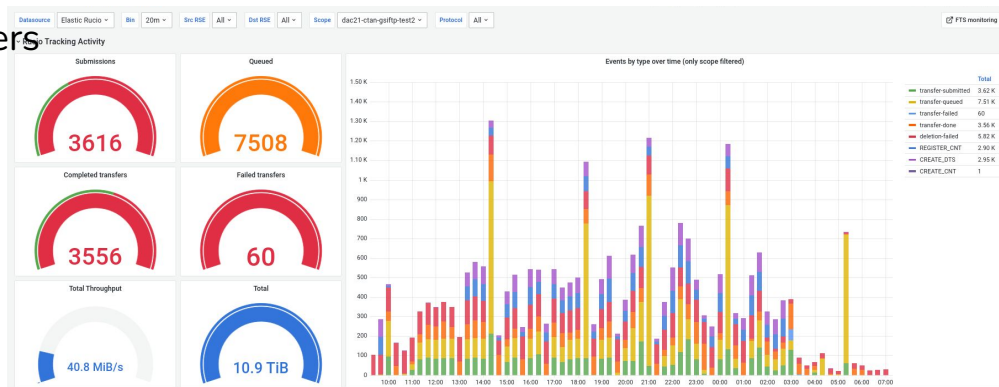 Datasource Elastic Rucio Bin 20m Src RSE All Dst RSE All Scope dac21-ctan-gsiftp-test2 Protocol All FTS monitoring
ers
Rucio Tracking Activity
Submissions
3616
Queued
7508
Completed transfers
3556
Failed transfers
60
Total Throughput
40.8 MiB/s
Total
10.9 TiB
Events by type over time (only scope filtered)
1.50 K
1.40 K
1.30 K
1.20 K
1.10 K
1 K
900
800
700
600
500
400
300
200
100
0
10:00 11:00 12:00 13:00 14:00 15:00 16:00 17:00 18:00 19:00 20:00 21:00 22:00 23:00 00:00 01:00 02:00 03:00 04:00 05:00 06:00 07:00
Total
transfer-submitted 3.62 K
transfer-queued 7.51 K
transfer-failed 60
transfer-done 3.56 K
deletion-failed 5.82 K
REGISTER_CNT 2.90 K
CREATE_DTS 2.95 K
CREATE_CNT 1